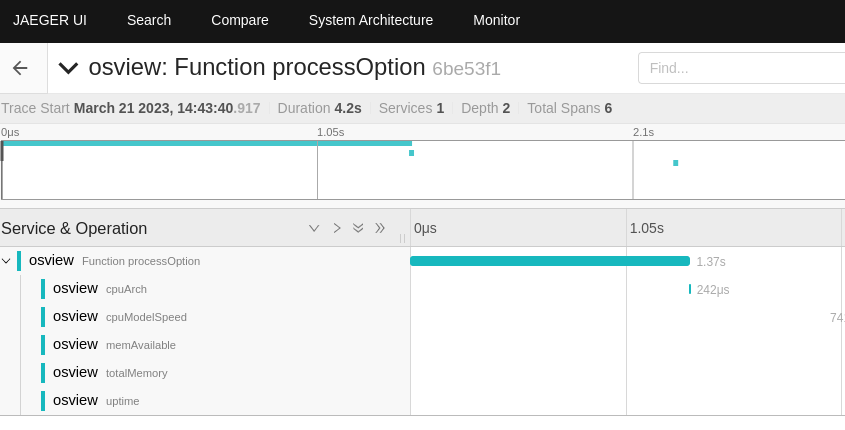 JAEGER UI Search Compare System Architecture Monitor
osview: Function processOption 6be53f1 Find...
Trace Start March 21 2023, 14:43:40.917 Duration 4.2s Services 1 Depth 2 Total Spans 6
0μs 1.05s 2.1s
Service & Operation 0μs 1.05s
osview Function processOption 1.37s
osview cpuArch 242μs
osview cpuModelSpeed
osview memAvailable
osview totalMemory
osview uptime